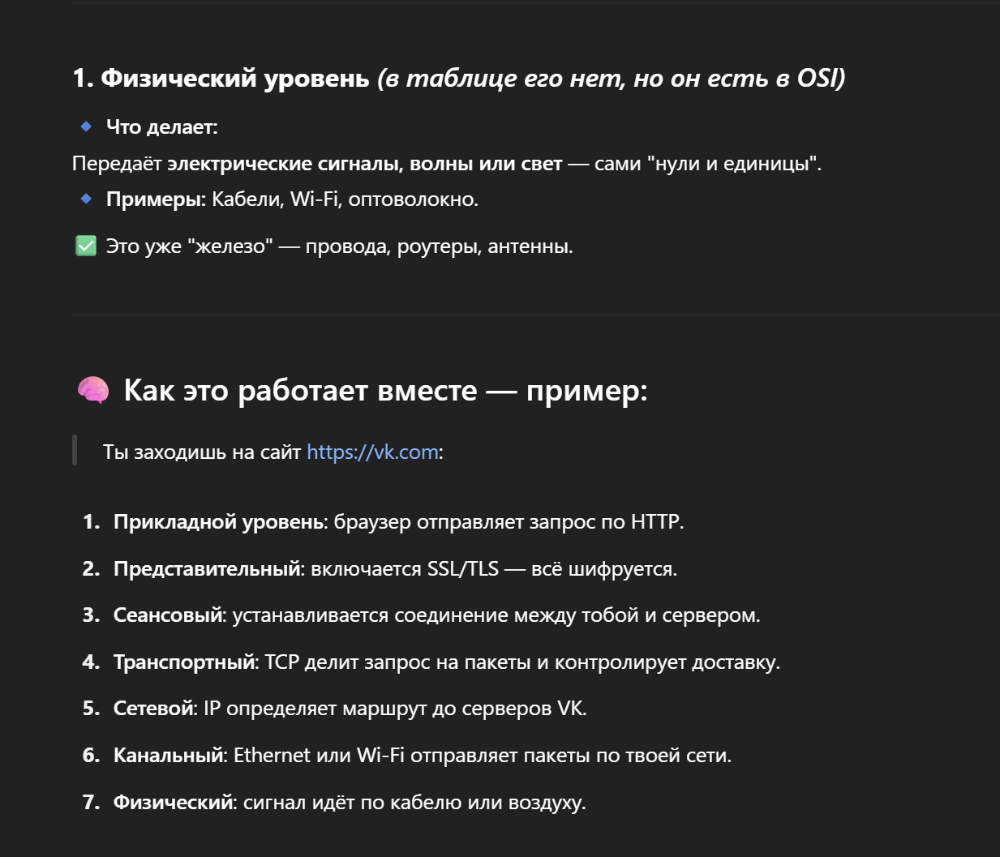 1. Физический уровень (в таблице его нет, но он есть в OSI)
Что делает:
Передаёт электрические сигналы, волны или свет — сами "нули и единицы".
Примеры: Кабели, Wi-Fi, оптоволокно.
Это уже "железо" — провода, роутеры, антенны.
Как это работает вместе — пример:
Ты заходишь на сайт https://vk.com:
1. Прикладной уровень: браузер отправляет запрос по HTTP.
2. Представительный: включается SSL/TLS — всё шифруется.
3. Сеансовый: устанавливается соединение между тобой и сервером.
4. Транспортный: TCP делит запрос на пакеты и контролирует доставку.
5. Сетевой: IP определяет маршрут до серверов VK.
6. Канальный: Ethernet или Wi-Fi отправляет пакеты по твоей сети.
7. Физический: сигнал идёт по кабелю или воздуху.